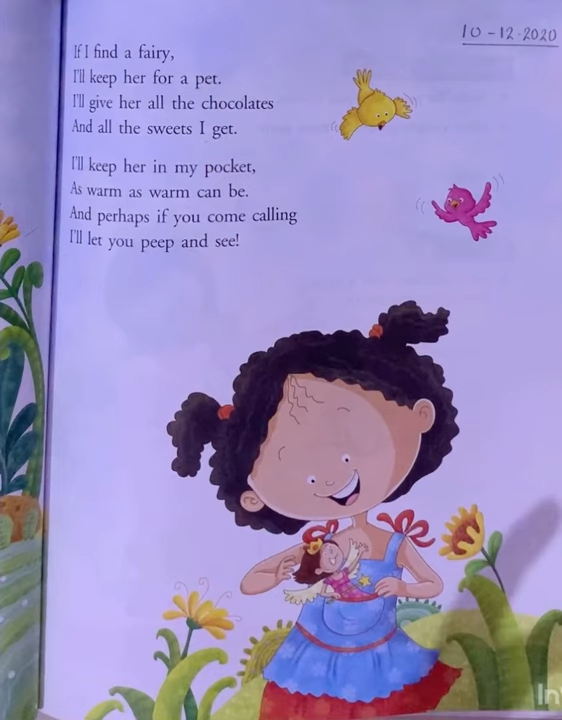 10-12-2020
If I find a fairy,
I'll keep her for a pet.
I'll give her all the chocolates
And all the sweets I get.
I'll keep her in my pocket,
As warm as warm can be.
And perhaps if you come calling
I'll let you peep and see!